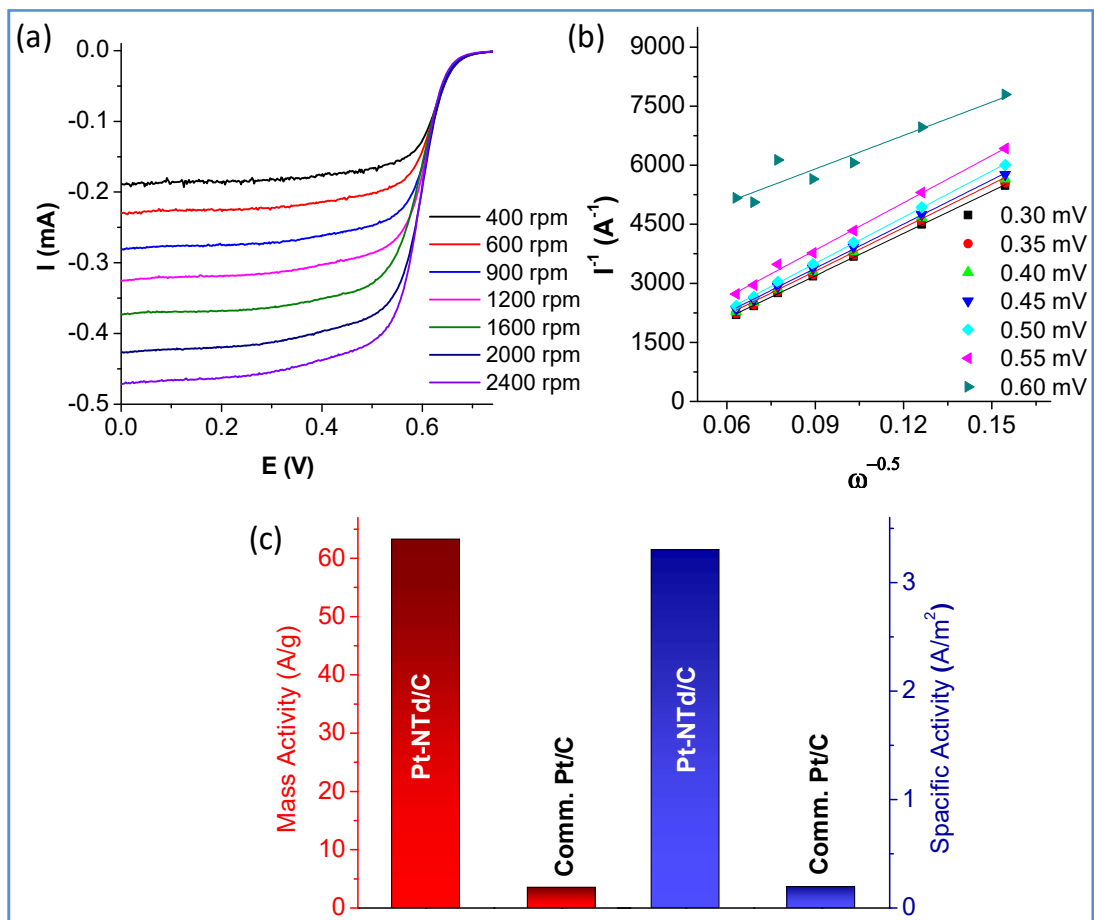 (a)
0.0
-0.1
-0.2
-0.3
-0.4
-0.5
I (mA)
400 rpm
600 rpm
900 rpm
1200 rpm
1600 rpm
2000 rpm
2400 rpm
0.0 0.2 0.4 0.6
E (V)
(b)
9000
7500
6000
4500
3000
1500
0
I⁻¹ (A⁻¹)
0.30 mV
0.35 mV
0.40 mV
0.45 mV
0.50 mV
0.55 mV
0.60 mV
0.06 0.09 0.12 0.15
ω⁻⁰·⁵
(c)
60
50
40
30
20
10
0
Mass Activity (A/g)
Pt-NTd/C
Comm. Pt/C
Pt-NTd/C
Comm. Pt/C
3
2
1
0
Spacific Activity (A/m²)